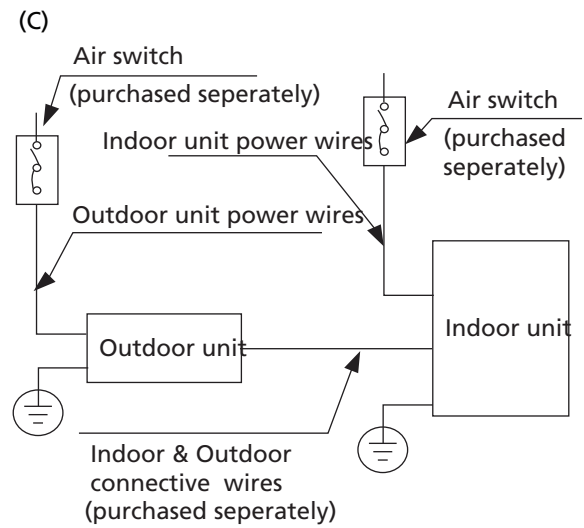 (C)
Air switch
(purchased seperately)
Air switch
(purchased
seperately)
Indoor unit power wires
Outdoor unit power wires
Outdoor unit
Indoor unit
Indoor & Outdoor
connective wires
(purchased seperately)